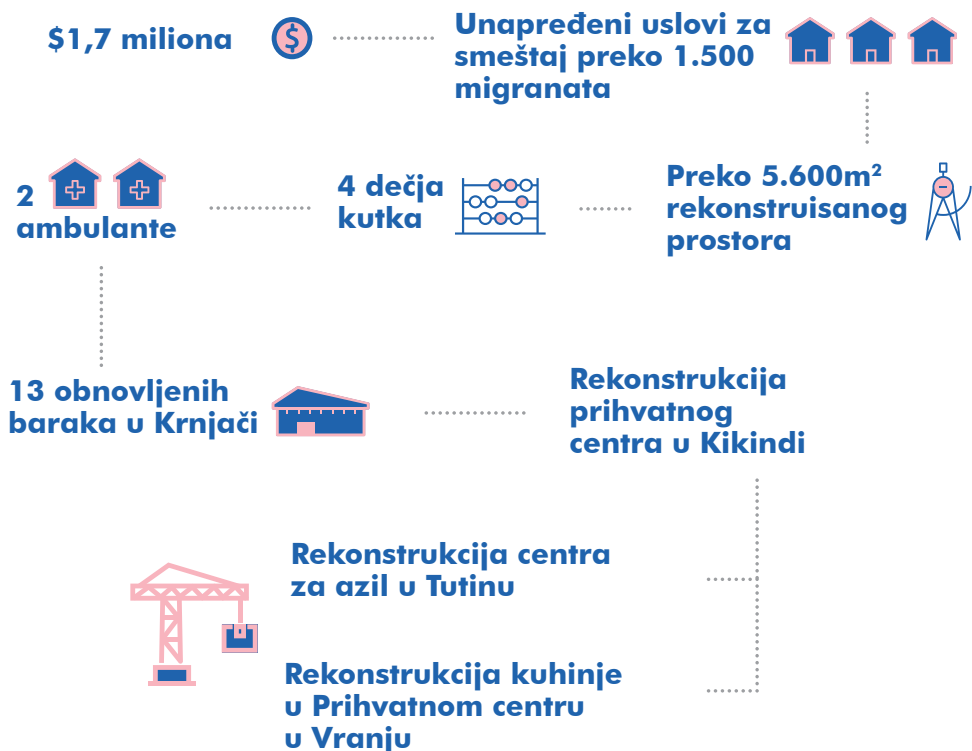 $1,7 miliona
$
Unapređeni uslovi za
smeštaj preko 1.500
migranata
Preko 5.600m²
rekonstruisanog
prostora
4 dečja
kutka
2
ambulante
13 obnovljenih
baraka u Krnjači
Rekonstrukcija
prihvatnog
centra u Kikindi
Rekonstrukcija centra
za azil u Tutinu
Rekonstrukcija kuhinje
u Prihvatnom centru
u Vranju